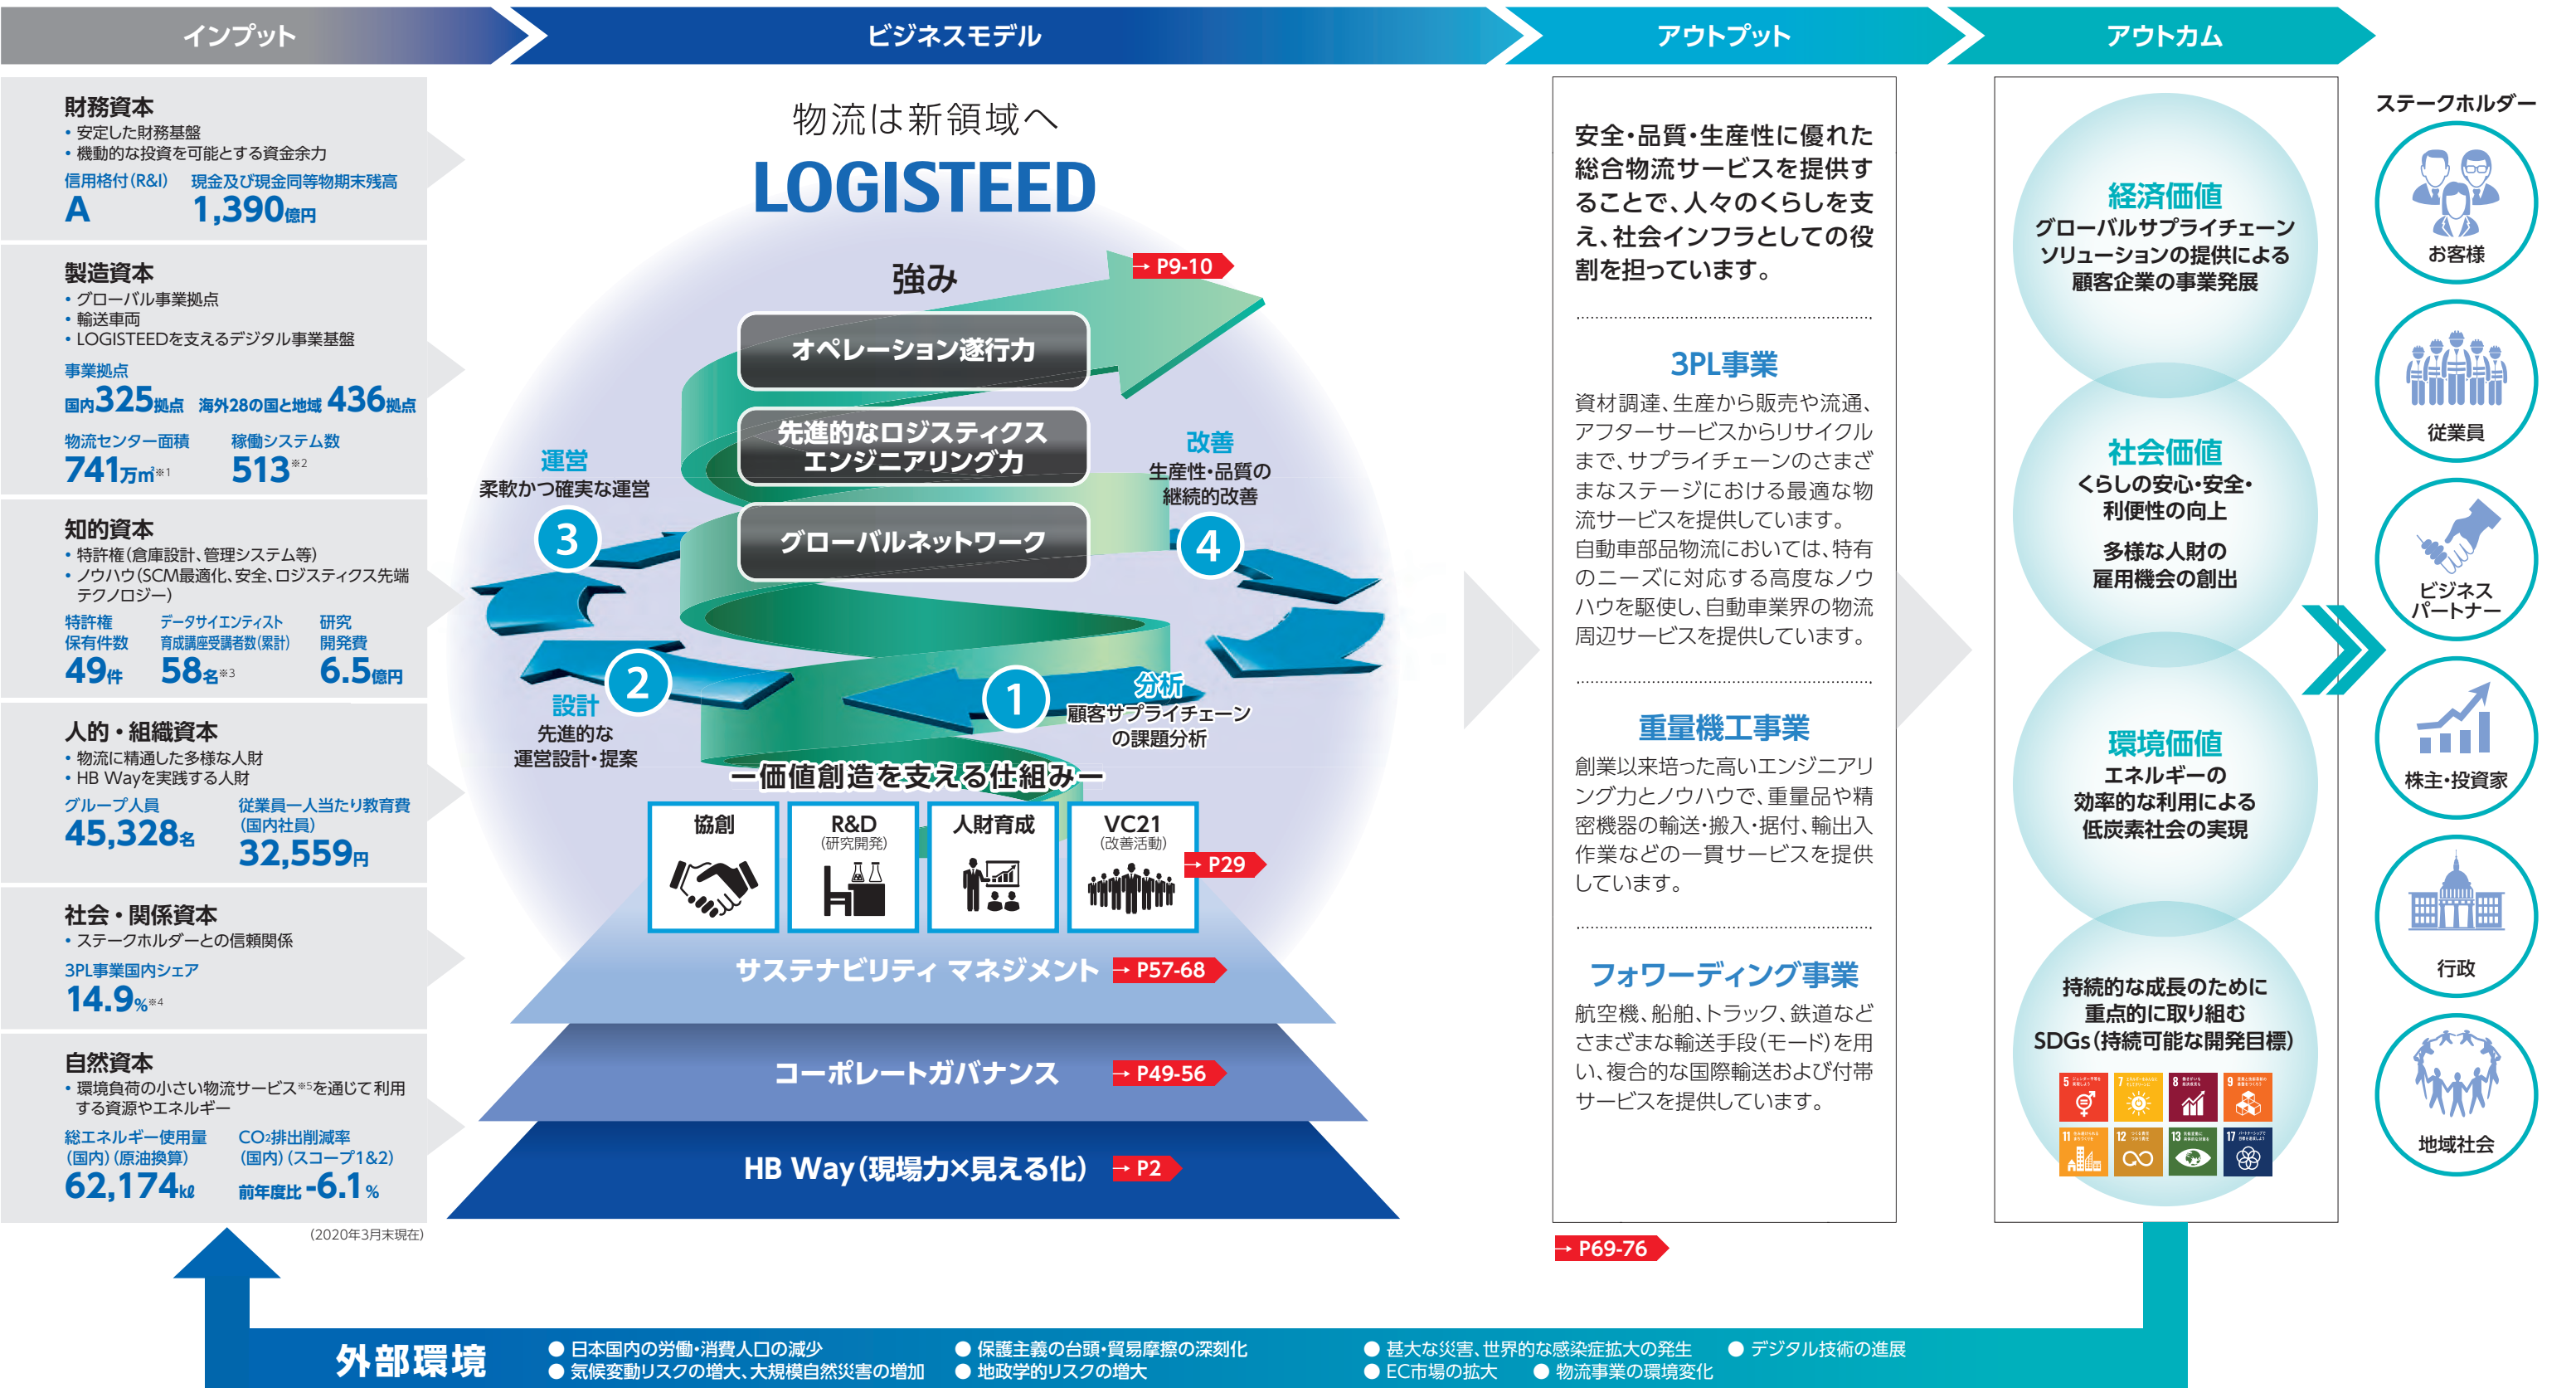 インプット
ビジネスモデル
アウトプット
アウトカム
財務資本
• 安定した財務基盤
• 機動的な投資を可能とする資金余力
信用格付(R&I) 現金及び現金同等物期末残高
A 1,390億円
製造資本
• グローバル事業拠点
• 輸送車両
• LOGISTEEDを支えるデジタル事業基盤
事業拠点
国内325拠点 海外28の国と地域 436拠点
物流センター面積 稼働システム数
741万㎡※1 513※2
知的資本
• 特許権(倉庫設計、管理システム等)
• ノウハウ(SCM最適化、安全、ロジスティクス先端
テクノロジー)
特許権 データサイエンティスト 研究
保有件数 育成講座受講者数(累計) 開発費
49件 58名※3 6.5億円
人的・組織資本
• 物流に精通した多様な人財
• HB Wayを実践する人財
グループ人員 従業員一人当たり教育費
(国内社員)
45,328名 32,559円
社会・関係資本
• ステークホルダーとの信頼関係
3PL事業国内シェア
14.9%※4
自然資本
• 環境負荷の小さい物流サービス※5を通じて利用
する資源やエネルギー
総エネルギー使用量 CO2排出削減率
(国内)(原油換算) (国内)(スコープ1&2)
62,174㎘ 前年度比 -6.1%
(2020年3月末現在)
物流は新領域へ
LOGISTEED
強み
→ P9-10
オペレーション遂行力
先進的なロジスティクス
エンジニアリング力
グローバルネットワーク
運営
柔軟かつ確実な運営
3
改善
生産性・品質の
継続的改善
4
2
設計
先進的な
運営設計・提案
1
分析
顧客サプライチェーン
の課題分析
ー価値創造を支える仕組みー
協創
R&D
(研究開発)
人財育成
VC21
(改善活動)
→ P29
サステナビリティ マネジメント → P57-68
コーポレートガバナンス → P49-56
HB Way(現場力×見える化) → P2
安全・品質・生産性に優れた
総合物流サービスを提供す
ることで、人々のくらしを支
え、社会インフラとしての役
割を担っています。
3PL事業
資材調達、生産から販売や流通、
アフターサービスからリサイクル
まで、サプライチェーンのさまざ
まなステージにおける最適な物
流サービスを提供しています。
自動車部品物流においては、特有
のニーズに対応する高度なノウ
ハウを駆使し、自動車業界の物流
周辺サービスを提供しています。
重量機工事業
創業以来培った高いエンジニアリ
ング力とノウハウで、重量品や精
密機器の輸送・搬入・据付、輸出入
作業などの一貫サービスを提供
しています。
フォワーディング事業
航空機、船舶、トラック、鉄道など
さまざまな輸送手段(モード)を用
い、複合的な国際輸送および付帯
サービスを提供しています。
→ P69-76
経済価値
グローバルサプライチェーン
ソリューションの提供による
顧客企業の事業発展
社会価値
くらしの安心・安全・
利便性の向上
多様な人財の
雇用機会の創出
環境価値
エネルギーの
効率的な利用による
低炭素社会の実現
持続的な成長のために
重点的に取り組む
SDGs(持続可能な開発目標)
5 7 8 9
11 12 13 17
ステークホルダー
お客様
従業員
ビジネス
パートナー
株主・投資家
行政
地域社会
外部環境
● 日本国内の労働・消費人口の減少 ● 保護主義の台頭・貿易摩擦の深刻化 ● 甚大な災害、世界的な感染症拡大の発生 ● デジタル技術の進展
● 気候変動リスクの増大、大規模自然災害の増加 ● 地政学的リスクの増大 ● EC市場の拡大 ● 物流事業の環境変化